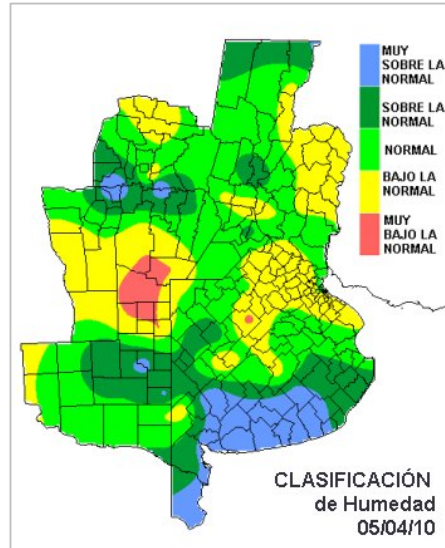 MUY
SOBRE LA
NORMAL
SOBRE LA
NORMAL
NORMAL
BAJO LA
NORMAL
MUY
BAJO LA
NORMAL
CLASIFICACIÓN
de Humedad
05/04/10